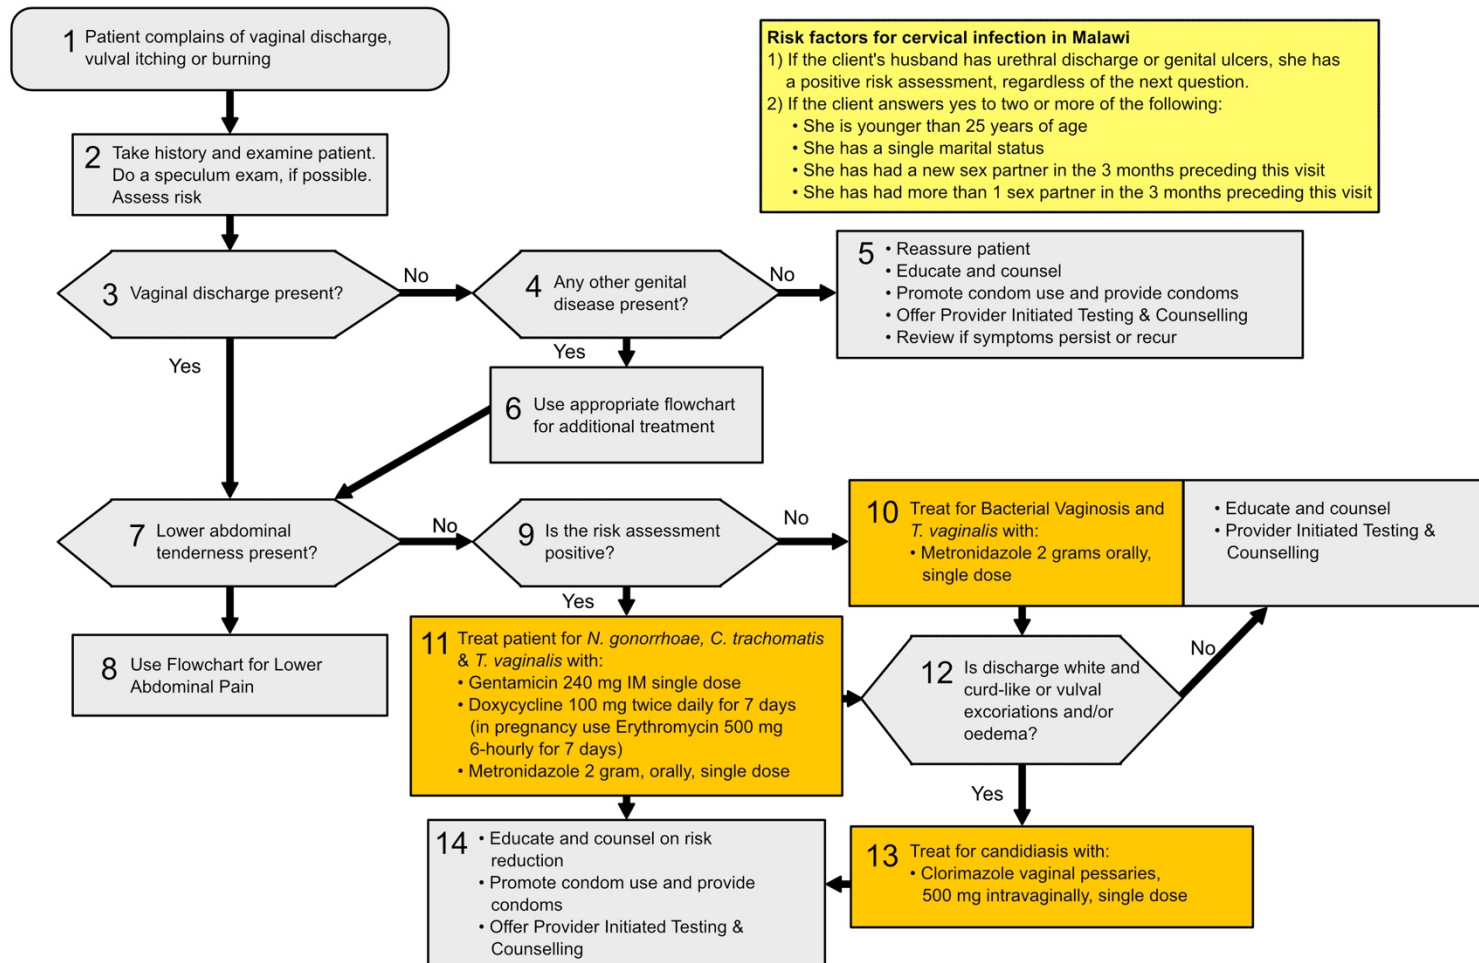 1 Patient complains of vaginal discharge,
vulval itching or burning
Risk factors for cervical infection in Malawi
1) If the client's husband has urethral discharge or genital ulcers, she has
a positive risk assessment, regardless of the next question.
2) If the client answers yes to two or more of the following:
• She is younger than 25 years of age
• She has a single marital status
• She has had a new sex partner in the 3 months preceding this visit
• She has had more than 1 sex partner in the 3 months preceding this visit
2 Take history and examine patient.
Do a speculum exam, if possible.
Assess risk
3 Vaginal discharge present?
No
4 Any other genital
disease present?
No
5 • Reassure patient
• Educate and counsel
• Promote condom use and provide condoms
• Offer Provider Initiated Testing & Counselling
• Review if symptoms persist or recur
Yes
Yes
6 Use appropriate flowchart
for additional treatment
7 Lower abdominal
tenderness present?
No
9 Is the risk assessment
positive?
No
10 Treat for Bacterial Vaginosis and
T. vaginalis with:
• Metronidazole 2 grams orally,
single dose
• Educate and counsel
• Provider Initiated Testing &
Counselling
Yes
8 Use Flowchart for Lower
Abdominal Pain
11 Treat patient for N. gonorrhoae, C. trachomatis
& T. vaginalis with:
• Gentamicin 240 mg IM single dose
• Doxycycline 100 mg twice daily for 7 days
(in pregnancy use Erythromycin 500 mg
6-hourly for 7 days)
• Metronidazole 2 gram, orally, single dose
12 Is discharge white and
curd-like or vulval
excoriations and/or
oedema?
No
Yes
13 Treat for candidiasis with:
• Clorimazole vaginal pessaries,
500 mg intravaginally, single dose
14 • Educate and counsel on risk
reduction
• Promote condom use and provide
condoms
• Offer Provider Initiated Testing &
Counselling